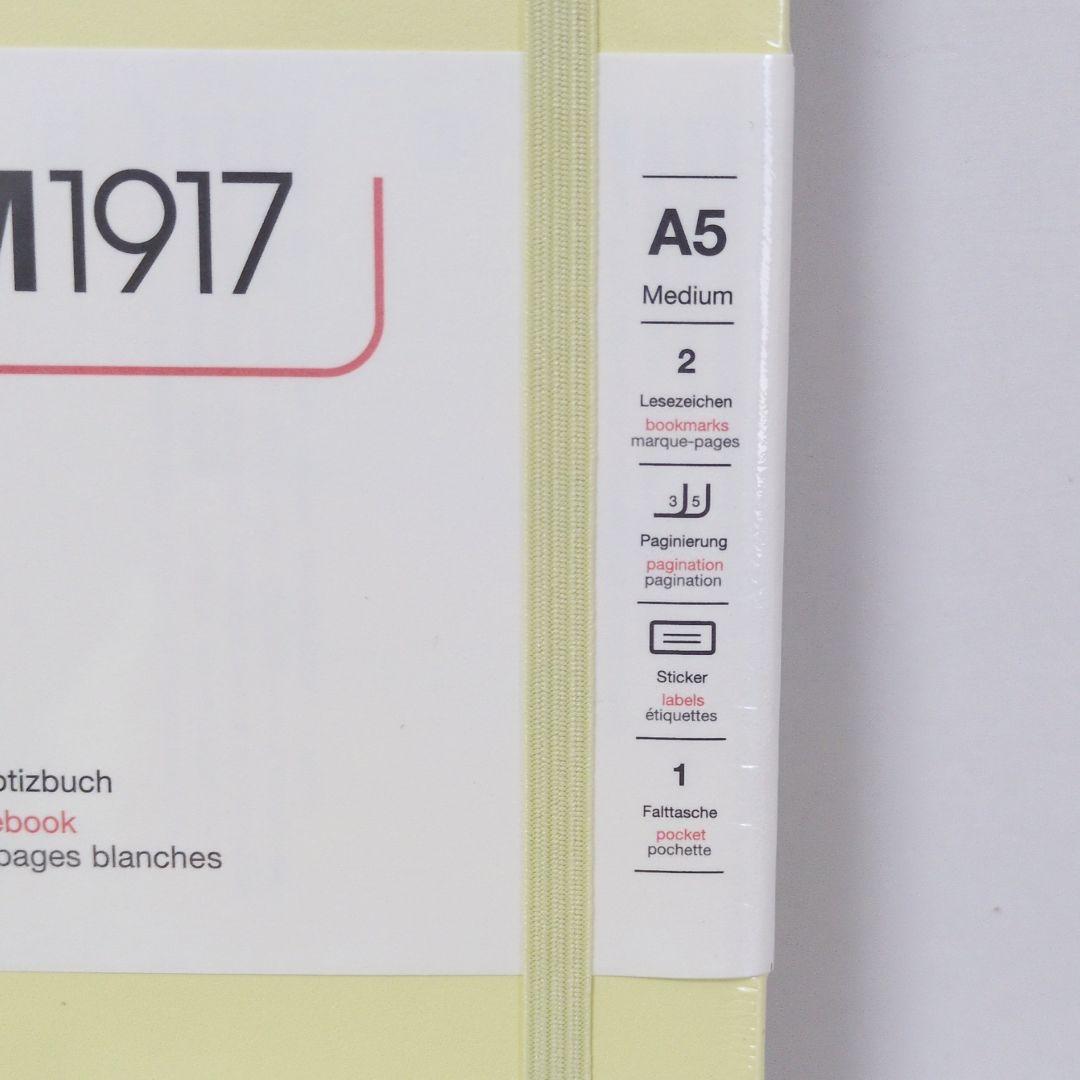 M1917
otizbuch
ebook
pages blanches
A5
Medium
2
Lesezeichen
bookmarks
marque-pages
3 5
Paginierung
pagination
pagination
Sticker
labels
étiquettes
1
Falttasche
pocket
pochette